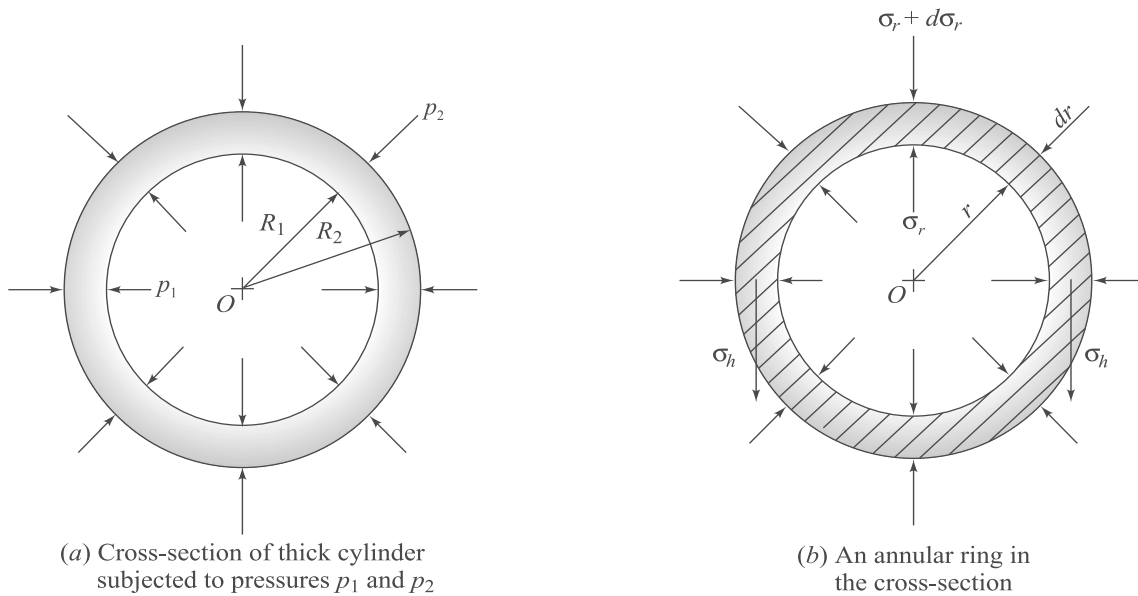 σr + dσr
p2
dr
R1
R2
r
σr
p1
O
O
σh
σh
(a) Cross-section of thick cylinder
subjected to pressures p1 and p2
(b) An annular ring in
the cross-section